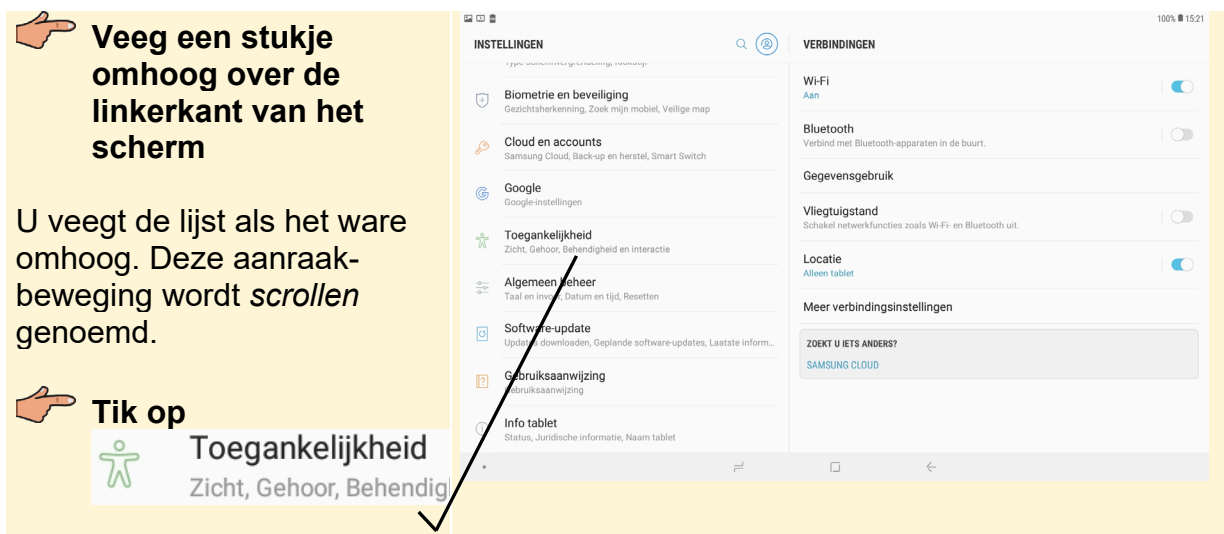 Veeg een stukje
omhoog over de
linkerkant van het
scherm
U veegt de lijst als het ware
omhoog. Deze aanraak-
beweging wordt scrollen
genoemd.
Tik op
Toegankelijkheid
Zicht, Gehoor, Behendig
100% 15:21
INSTELLINGEN
Biometrie en beveiliging
Gezichtsherkenning, Zoek mijn mobiel, Veilige map
Cloud en accounts
Samsung Cloud, Back-up en herstel, Smart Switch
Google
Google-instellingen
Toegankelijkheid
Zicht, Gehoor, Behendigheid en interactie
Algemeen beheer
Taal en invoer, Datum en tijd, Resetten
Software-update
Updates downloaden, Geplande software-updates, Laatste inform...
Gebruiksaanwijzing
Gebruiksaanwijzing
Info tablet
Status, Juridische informatie, Naam tablet
VERBINDINGEN
Wi-Fi
Aan
Bluetooth
Verbind met Bluetooth-apparaten in de buurt.
Gegevensgebruik
Vliegtuigstand
Schakel netwerkfuncties zoals Wi-Fi- en Bluetooth uit.
Locatie
Alleen tablet
Meer verbindingsinstellingen
ZOEKT U IETS ANDERS?
SAMSUNG CLOUD